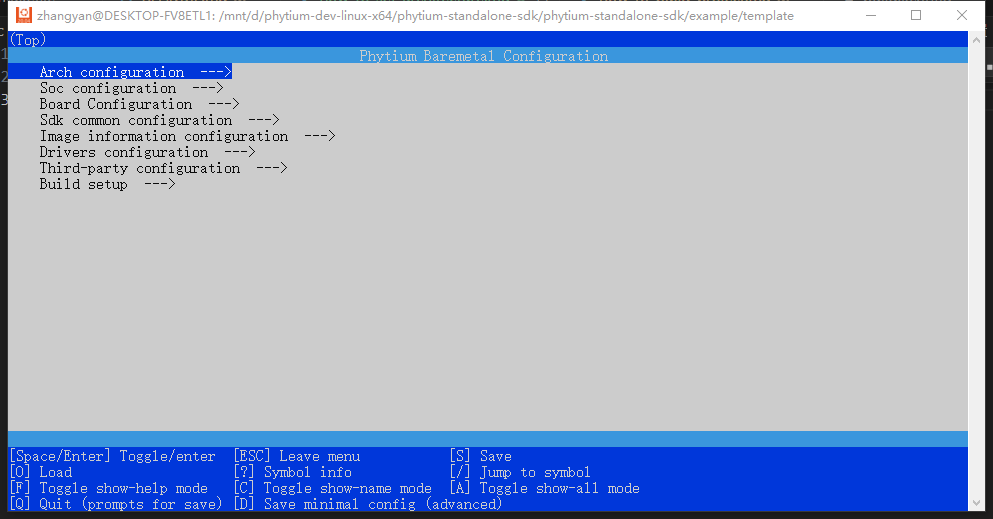 zhangyan@DESKTOP-FV8ETL1: /mnt/d/phytium-dev-linux-x64/phytium-standalone-sdk/phytium-standalone-sdk/example/template
(Top)
Phytium Baremetal Configuration
Arch configuration --->
Soc configuration --->
Board Configuration --->
Sdk common configuration --->
Image information configuration --->
Drivers configuration --->
Third-party configuration --->
Build setup --->
[Space/Enter] Toggle/enter [ESC] Leave menu [S] Save
[O] Load [?] Symbol info [/] Jump to symbol
[F] Toggle show-help mode [C] Toggle show-name mode [A] Toggle show-all mode
[Q] Quit (prompts for save) [D] Save minimal config (advanced)